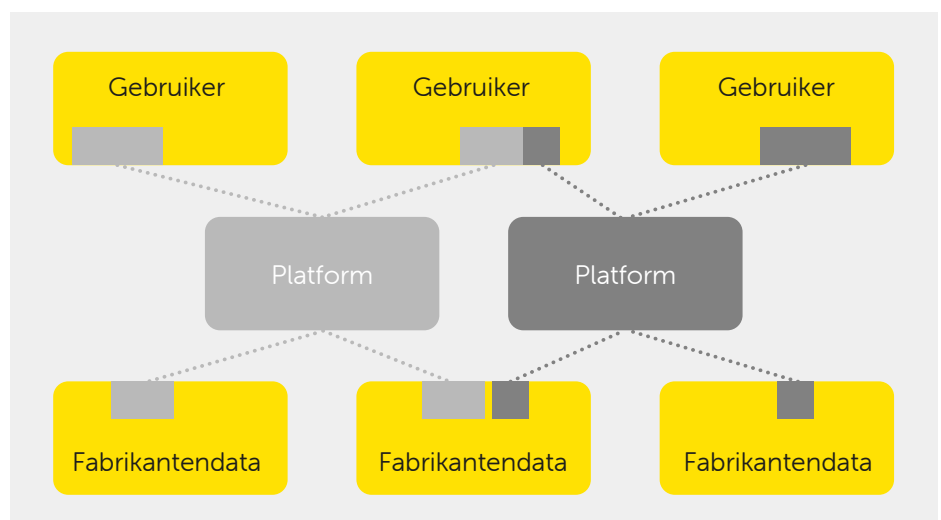 Gebruiker
Gebruiker
Gebruiker
Platform
Platform
Fabrikantendata
Fabrikantendata
Fabrikantendata